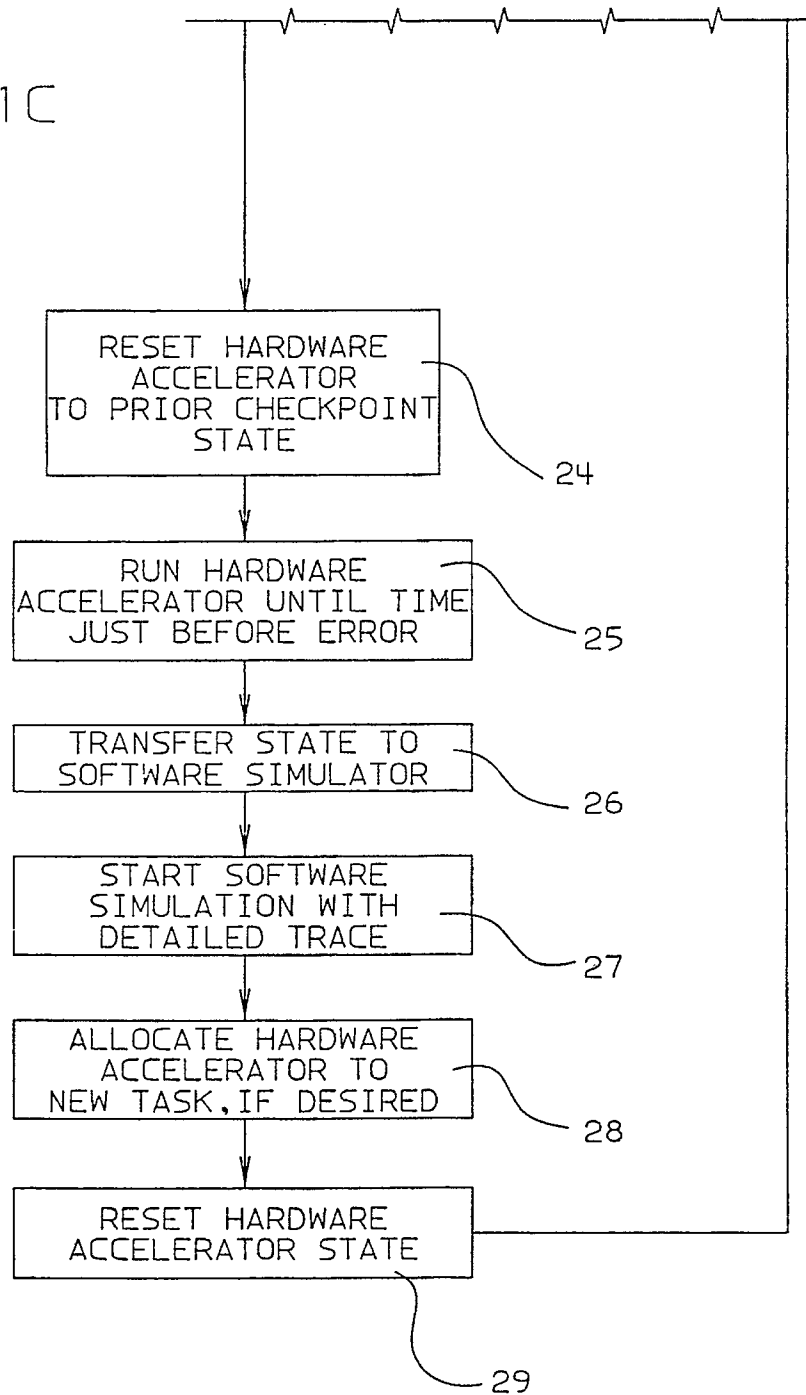 1C
RESET HARDWARE
ACCELERATOR
TO PRIOR CHECKPOINT
STATE
24
RUN HARDWARE
ACCELERATOR UNTIL TIME
JUST BEFORE ERROR
25
TRANSFER STATE TO
SOFTWARE SIMULATOR
26
START SOFTWARE
SIMULATION WITH
DETAILED TRACE
27
ALLOCATE HARDWARE
ACCELERATOR TO
NEW TASK,IF DESIRED
28
RESET HARDWARE
ACCELERATOR STATE
29